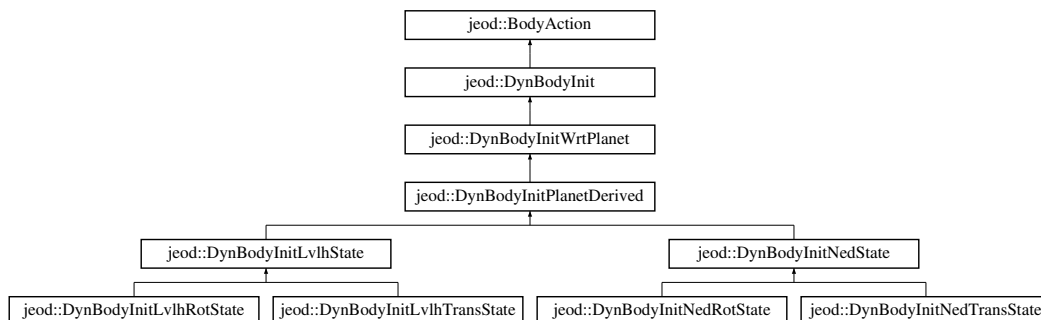 jeod::BodyAction
jeod::DynBodyInit
jeod::DynBodyInitWrtPlanet
jeod::DynBodyInitPlanetDerived
jeod::DynBodyInitLvlhState
jeod::DynBodyInitNedState
jeod::DynBodyInitLvlhRotState
jeod::DynBodyInitLvlhTransState
jeod::DynBodyInitNedRotState
jeod::DynBodyInitNedTransState